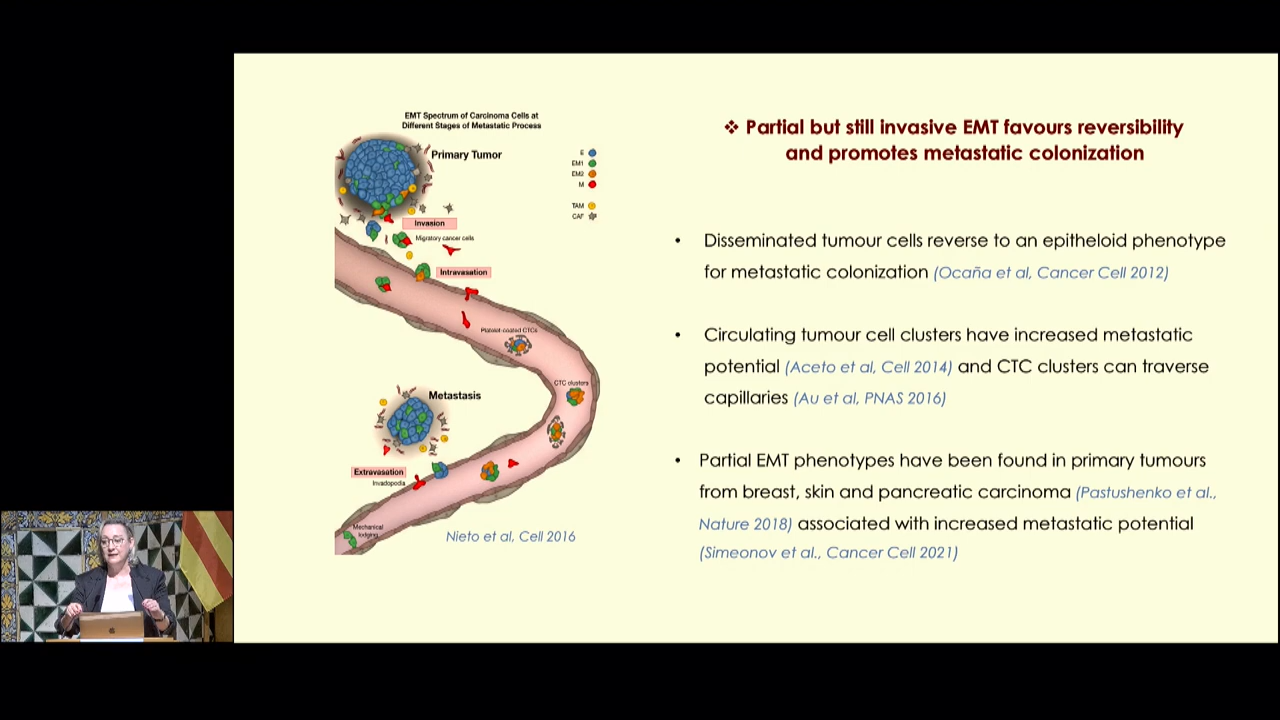 EMT Spectrum of Carcinoma Cells at
Different Stages of Metastatic Process
Primary Tumor
E
EM1
EM2
M
TAM
CAF
Invasion
Migratory cancer cells
Intravasation
Platelet-coated CTCs
CTC clusters
Metastasis
Extravasation
Invadopodia
Mechanical
lodging
Nieto et al, Cell 2016
❖ Partial but still invasive EMT favours reversibility
and promotes metastatic colonization
• Disseminated tumour cells reverse to an epitheloid phenotype
for metastatic colonization (Ocaña et al, Cancer Cell 2012)
• Circulating tumour cell clusters have increased metastatic
potential (Aceto et al, Cell 2014) and CTC clusters can traverse
capillaries (Au et al, PNAS 2016)
• Partial EMT phenotypes have been found in primary tumours
from breast, skin and pancreatic carcinoma (Pastushenko et al.,
Nature 2018) associated with increased metastatic potential
(Simeonov et al., Cancer Cell 2021)